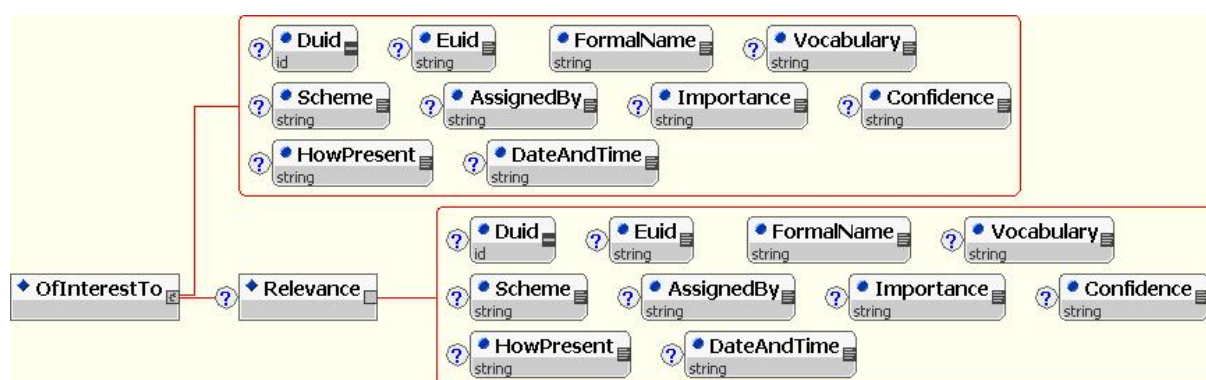 ? Duid ? Euid FormalName ? Vocabulary
id string string string
? Scheme ? AssignedBy ? Importance ? Confidence
string string string string
? HowPresent ? DateAndTime
string string
? Duid ? Euid FormalName ? Vocabulary
id string string string
OfInterestTo ? Relevance ? Scheme ? AssignedBy ? Importance ? Confidence
string string string string
? HowPresent ? DateAndTime
string string